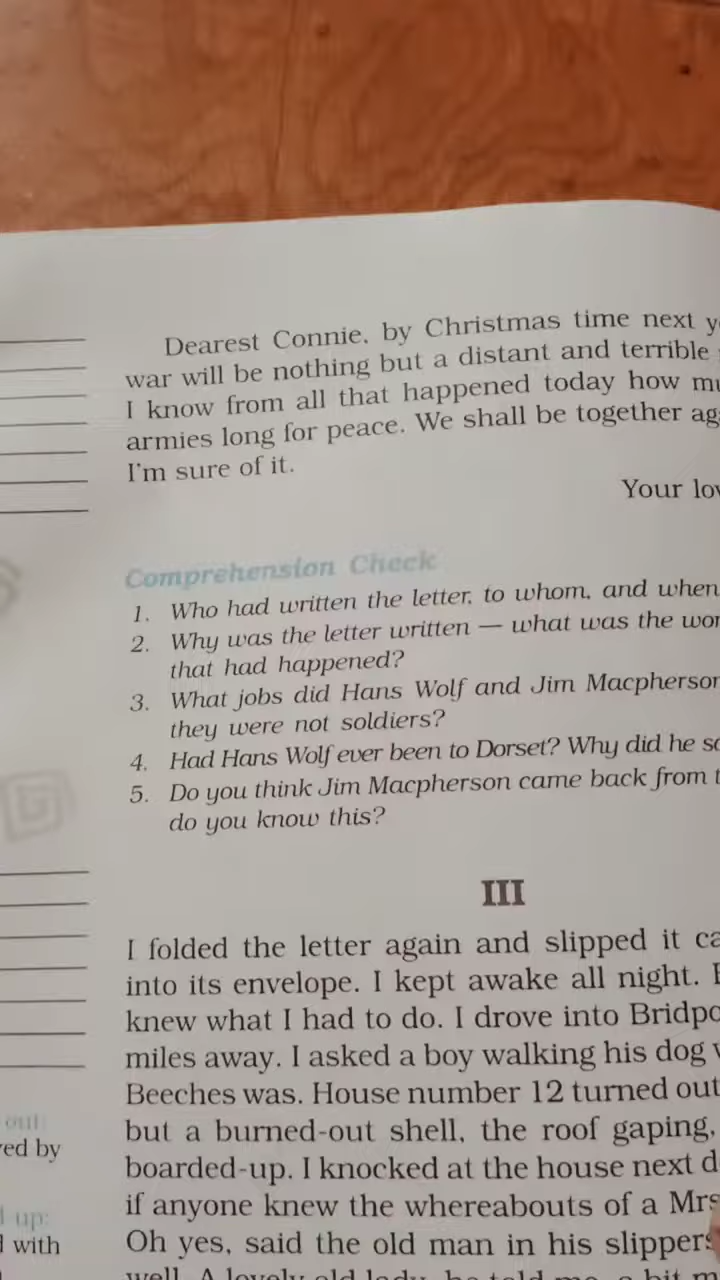 Dearest Connie, by Christmas time next
war will be nothing but a distant and terrible
I know from all that happened today how
armies long for peace. We shall be together
I'm sure of it.
Your
Comprehension Check
1. Who had written the letter, to whom, and when
2. Why was the letter written — what was the
that had happened?
3. What jobs did Hans Wolf and Jim Macpherson
they were not soldiers?
4. Had Hans Wolf ever been to Dorset? Why did he
5. Do you think Jim Macpherson came back from
do you know this?
III
I folded the letter again and slipped it
into its envelope. I kept awake all night.
knew what I had to do. I drove into
miles away. I asked a boy walking his dog
Beeches was. House number 12 turned out
but a burned-out shell, the roof gaping,
boarded-up. I knocked at the house next
if anyone knew the whereabouts of a Mrs
Oh yes, said the old man in his slippers
out:
by
up:
with